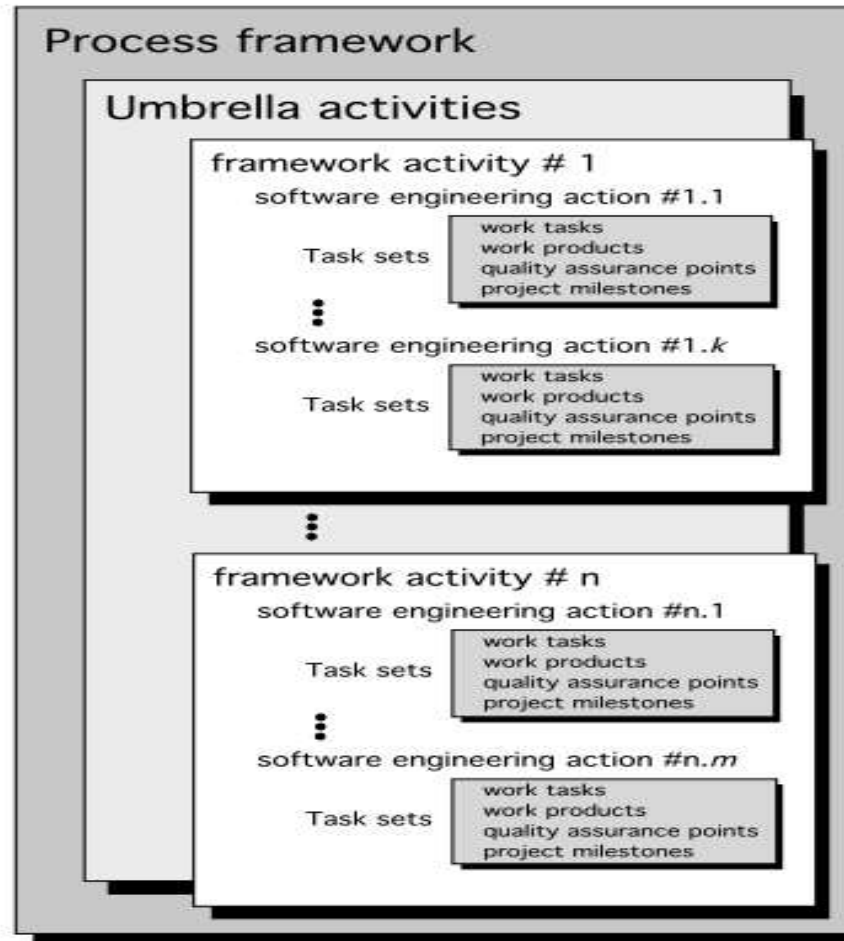 Process framework
Umbrella activities
framework activity # 1
software engineering action #1.1
Task sets
work tasks
work products
quality assurance points
project milestones
software engineering action #1.k
Task sets
work tasks
work products
quality assurance points
project milestones
framework activity # n
software engineering action #n.1
Task sets
work tasks
work products
quality assurance points
project milestones
software engineering action #n.m
Task sets
work tasks
work products
quality assurance points
project milestones